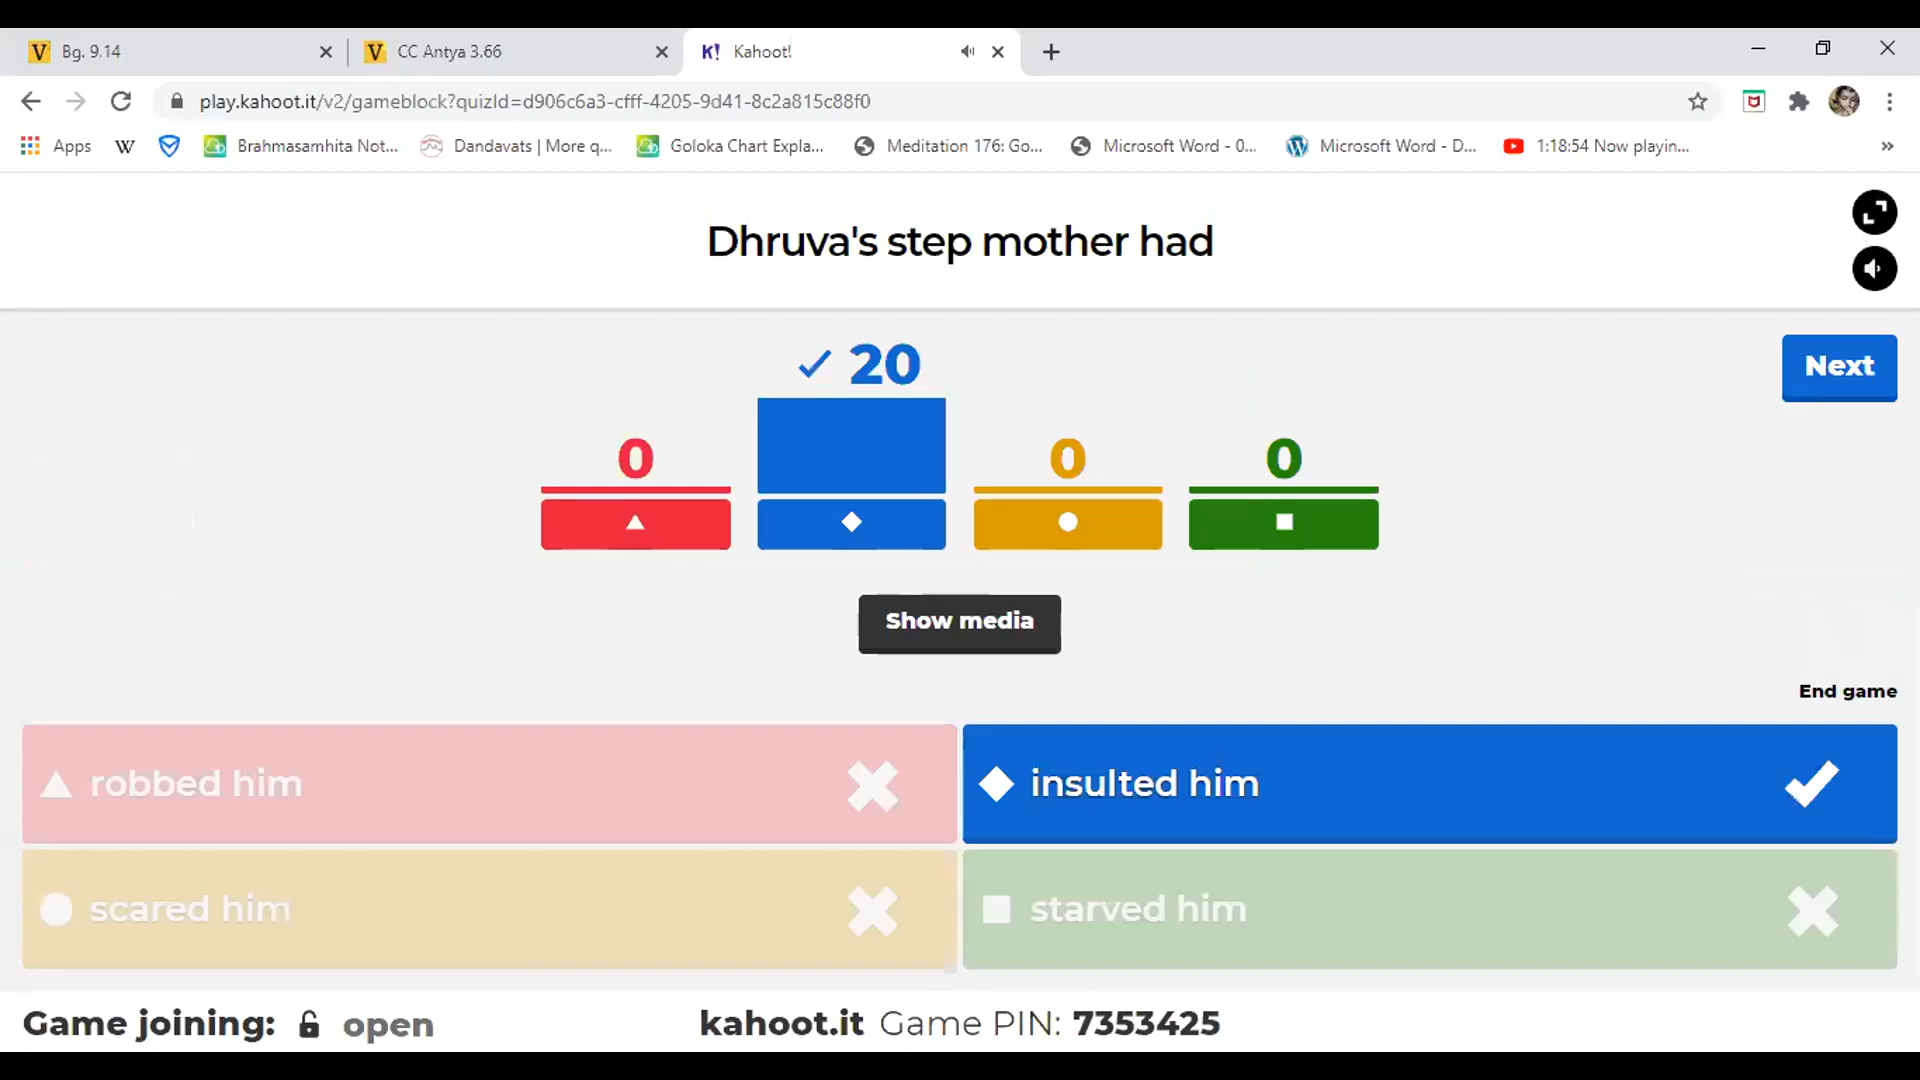 Bg. 9.14
CC Antya 3.66
K! Kahoot!
play.kahoot.it/v2/gameblock?quizId=d906c6a3-cfff-4205-9d41-8c2a815c88f0
Apps W Brahmasamhita Not... Dandavats | More q... Goloka Chart Expla... Meditation 176: Go... Microsoft Word - 0... Microsoft Word - D... 1:18:54 Now playin... »
Dhruva's step mother had
20
Next
0 0 0
Show media
End game
robbed him
insulted him
scared him
starved him
Game joining: open
kahoot.it Game PIN: 7353425